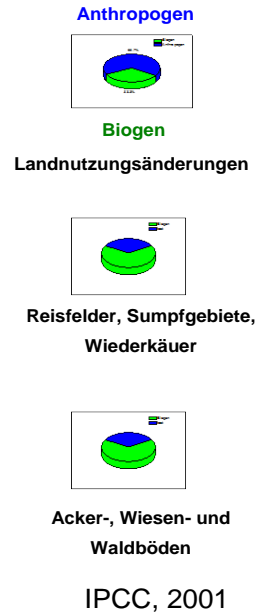 Anthropogen
Biogen
Landnutzungsänderungen
Reisfelder, Sumpfgebiete,
Wiederkäuer
Acker-, Wiesen- und
Waldböden
IPCC, 2001